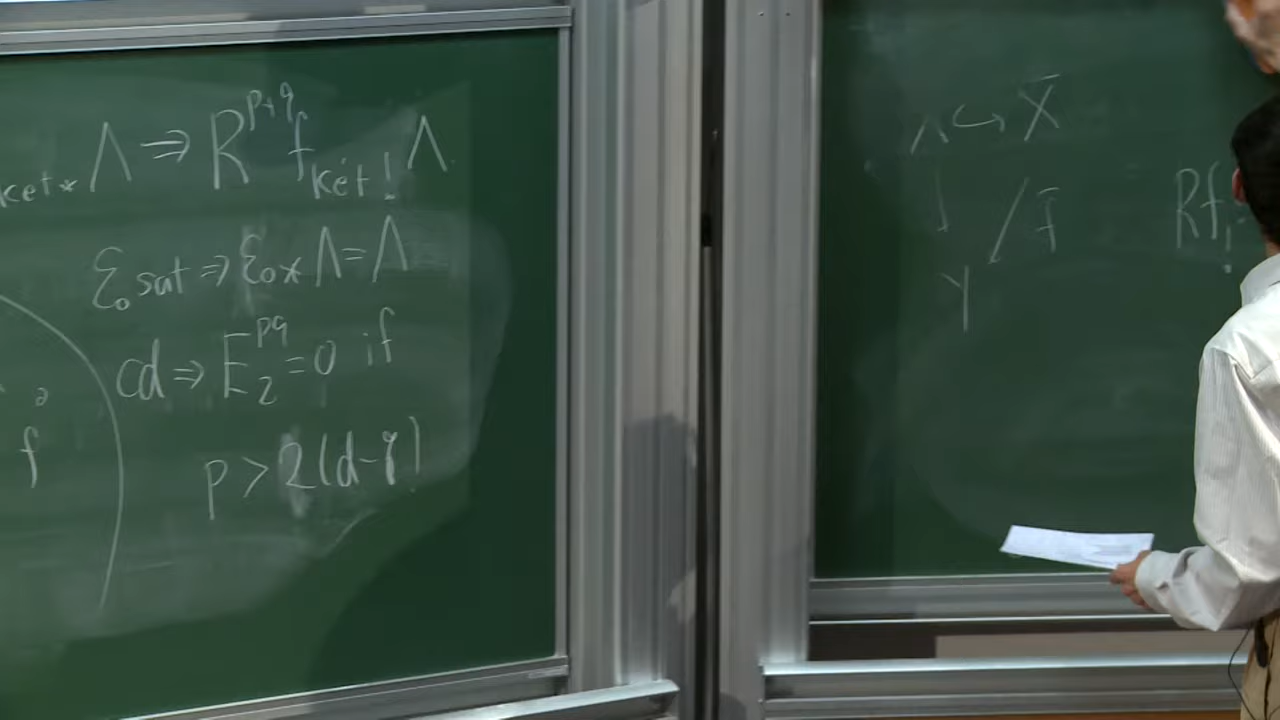 ket* Λ ⇒ R^{p+q} f_{két!} Λ
ε₀ sat ⇒ ε₀* Λ = Λ
cd ⇒ E₂^{pq} = 0 if
p > 2(d-q)
f
↪ X̄
↓ / f̄
Y
Rf!